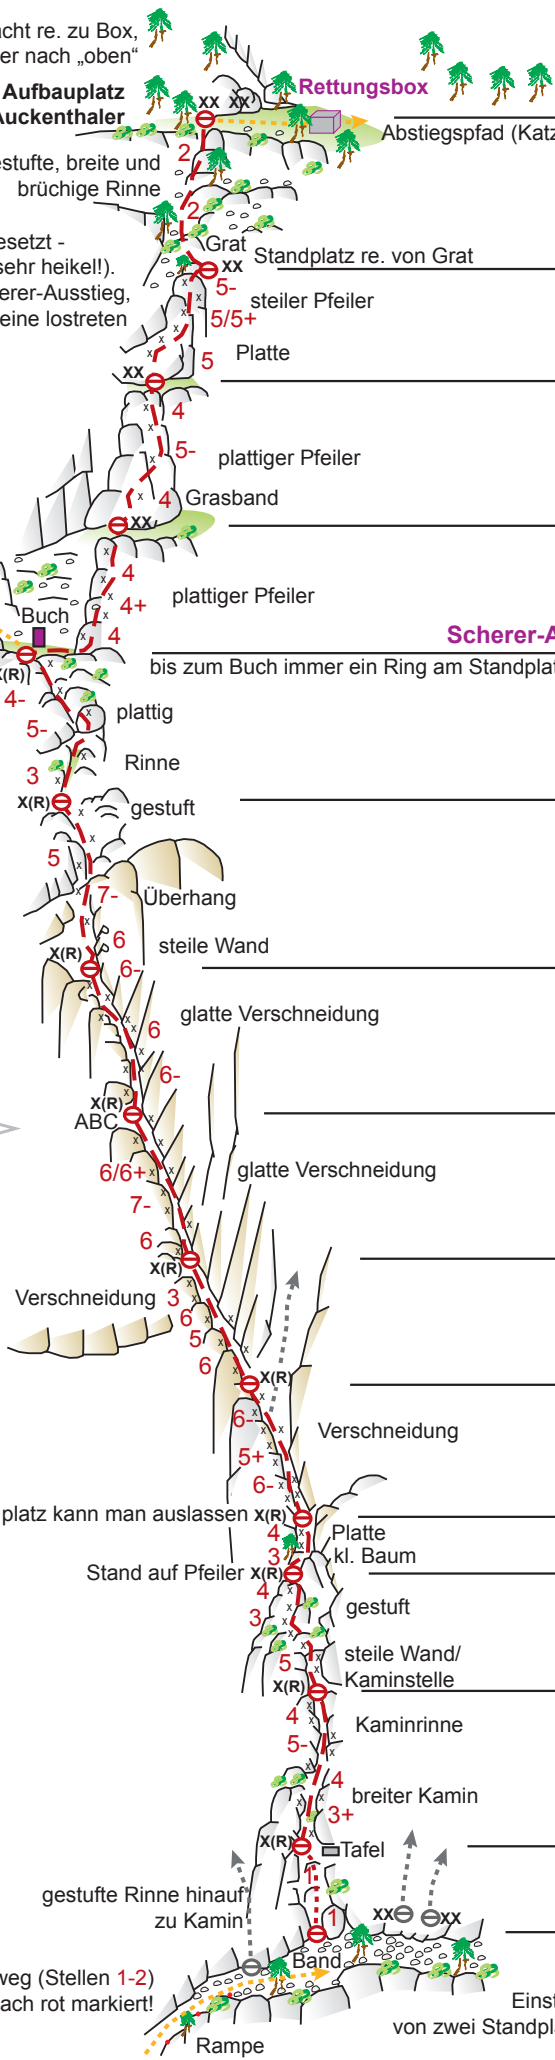 acht re. zu Box,
er nach „oben“
Aufbauplatz
Auckenthaler
XX XX
Rettungsbox
Abstiegspfad (Katz
2
estufte, breite und
brüchige Rinne
2
esetzt -
Grat
sehr heikel!).
XX
Standplatz re. von Grat
erer-Ausstieg,
5-
steiler Pfeiler
eine lostreten
5/5+
5
Platte
XX
4
5-
plattiger Pfeiler
4
Grasband
XX
4
4+
plattiger Pfeiler
Buch
4
Scherer-A
X(R)
bis zum Buch immer ein Ring am Standplat
4-
5-
plattig
3
Rinne
X(R)
gestuft
5
7-
Überhang
6
steile Wand
X(R)
6-
6
glatte Verschneidung
6-
X(R)
ABC
6/6+
glatte Verschneidung
7-
6
X(R)
Verschneidung
3
6
5
6
X(R)
6-
Verschneidung
5+
6-
platz kann man auslassen X(R)
4
Platte
3
kl. Baum
Stand auf Pfeiler X(R)
4
gestuft
3
5
steile Wand/
Kaminstelle
X(R)
4
Kaminrinne
5-
4
breiter Kamin
3+
X(R)
Tafel
1
gestufte Rinne hinauf
zu Kamin
1
XX
XX
Band
weg (Stellen 1-2)
ach rot markiert!
Einst
von zwei Standpla
Rampe